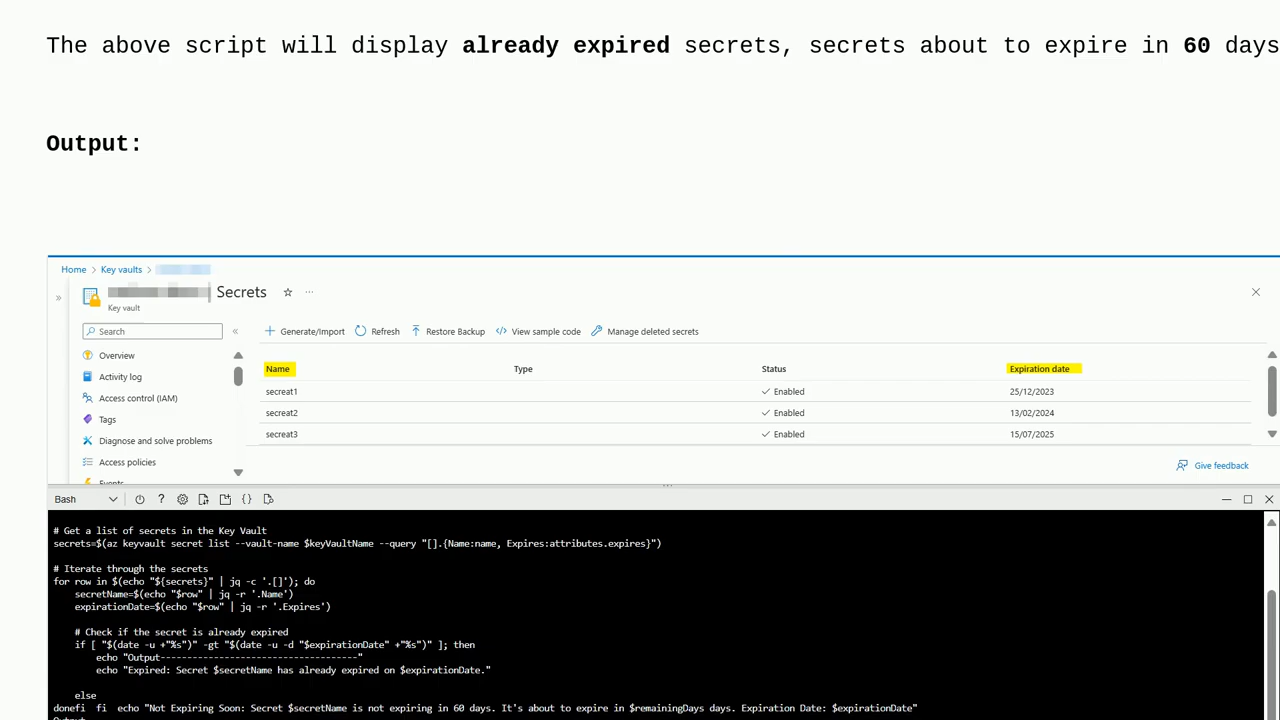 The above script will display already expired secrets, secrets about to expire in 60 days
Output:
Home > Key vaults >
Secrets ☆ ...
Key vault
Search
Generate/Import Refresh Restore Backup View sample code Manage deleted secrets
Overview
Activity log
Access control (IAM)
Tags
Diagnose and solve problems
Access policies
Events
Name Type Status Expiration date
secreat1 Enabled 25/12/2023
secreat2 Enabled 13/02/2024
secreat3 Enabled 15/07/2025
Give feedback
Bash
# Get a list of secrets in the Key Vault
secrets=$(az keyvault secret list --vault-name $keyVaultName --query "[].{Name:name, Expires:attributes.expires}")
# Iterate through the secrets
for row in $(echo "${secrets}" | jq -c '.[]'); do
secretName=$(echo "$row" | jq -r '.Name')
expirationDate=$(echo "$row" | jq -r '.Expires')
# Check if the secret is already expired
if [ "$(date -u +"%s")" -gt "$(date -u -d "$expirationDate" +"%s")" ]; then
echo "Output-------------------------------------"
echo "Expired: Secret $secretName has already expired on $expirationDate."
else
donefi fi echo "Not Expiring Soon: Secret $secretName is not expiring in 60 days. It's about to expire in $remainingDays days. Expiration Date: $expirationDate"